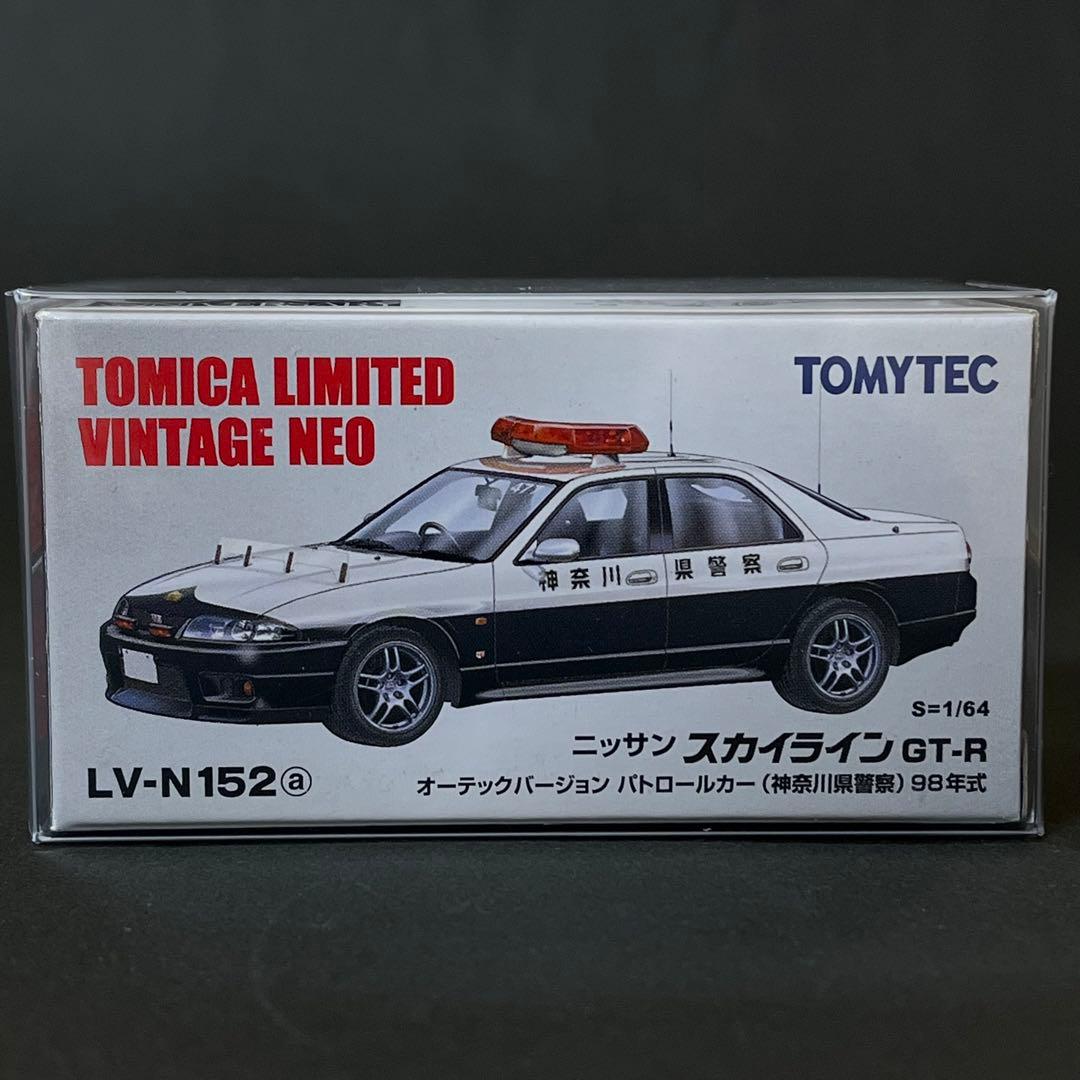 TOMICA LIMITED
VINTAGE NEO
TOMYTEC
神奈川県警察
S=1/64
ニッサン スカイライン GT-R
LV-N152ⓐ
オーテックバージョン パトロールカー(神奈川県警察)98年式